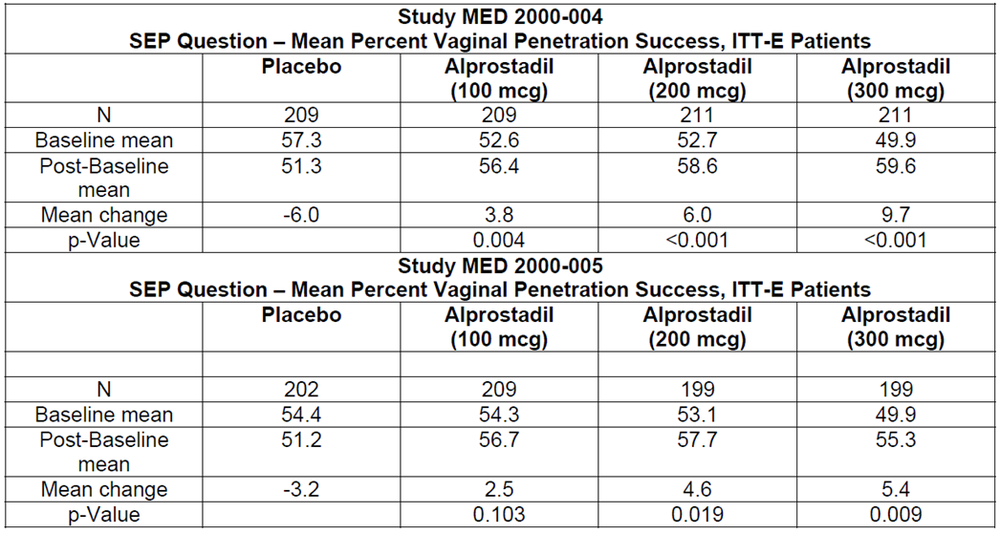 Study MED 2000-004
SEP Question – Mean Percent Vaginal Penetration Success, ITT-E Patients
Placebo Alprostadil (100 mcg) Alprostadil (200 mcg) Alprostadil (300 mcg)
N 209 209 211 211
Baseline mean 57.3 52.6 52.7 49.9
Post-Baseline mean 51.3 56.4 58.6 59.6
Mean change -6.0 3.8 6.0 9.7
p-Value 0.004 <0.001 <0.001
Study MED 2000-005
SEP Question – Mean Percent Vaginal Penetration Success, ITT-E Patients
Placebo Alprostadil (100 mcg) Alprostadil (200 mcg) Alprostadil (300 mcg)
N 202 209 199 199
Baseline mean 54.4 54.3 53.1 49.9
Post-Baseline mean 51.2 56.7 57.7 55.3
Mean change -3.2 2.5 4.6 5.4
p-Value 0.103 0.019 0.009